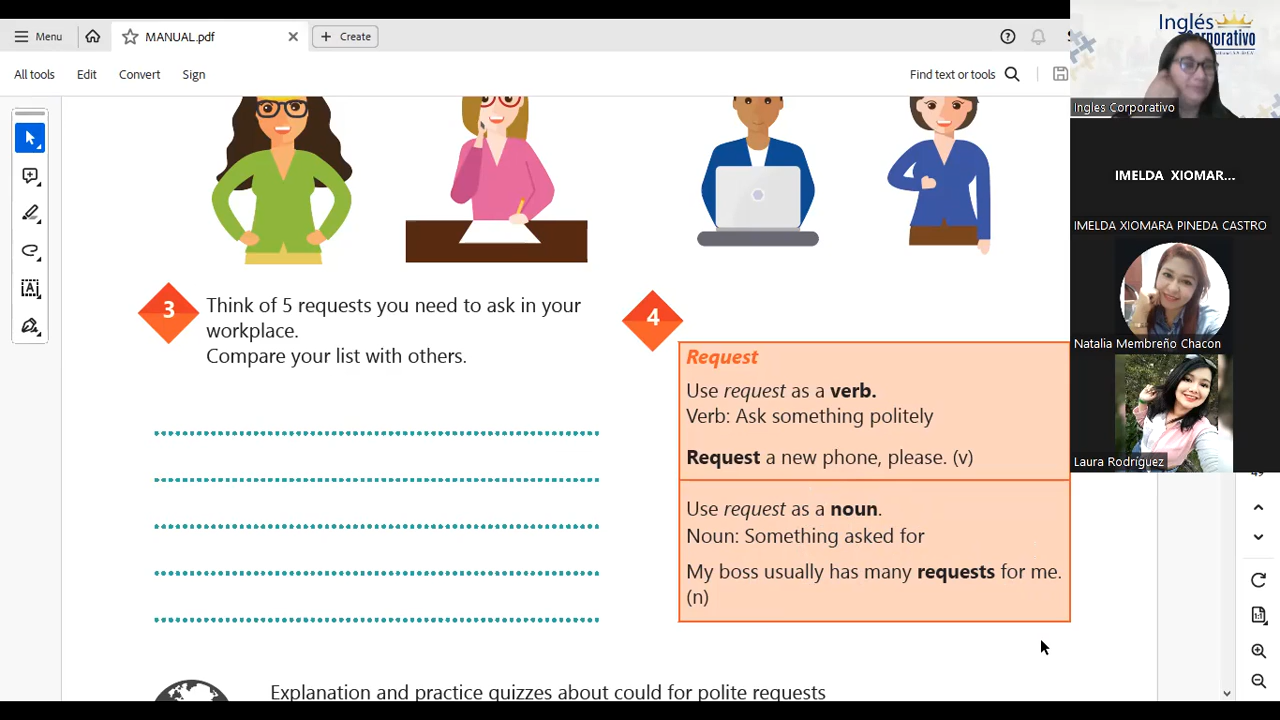 Menu
MANUAL.pdf
Create
All tools
Edit
Convert
Sign
Find text or tools
3
Think of 5 requests you need to ask in your
workplace.
Compare your list with others.
4
Request
Use request as a verb.
Verb: Ask something politely
Request a new phone, please. (v)
Use request as a noun.
Noun: Something asked for
My boss usually has many requests for me.
(n)
Explanation and practice quizzes about could for polite requests
Inglés
Corporativo
Ingles Corporativo
IMELDA XIOMAR...
IMELDA XIOMARA PINEDA CASTRO
Natalia Membreño Chacon
Laura Rodríguez